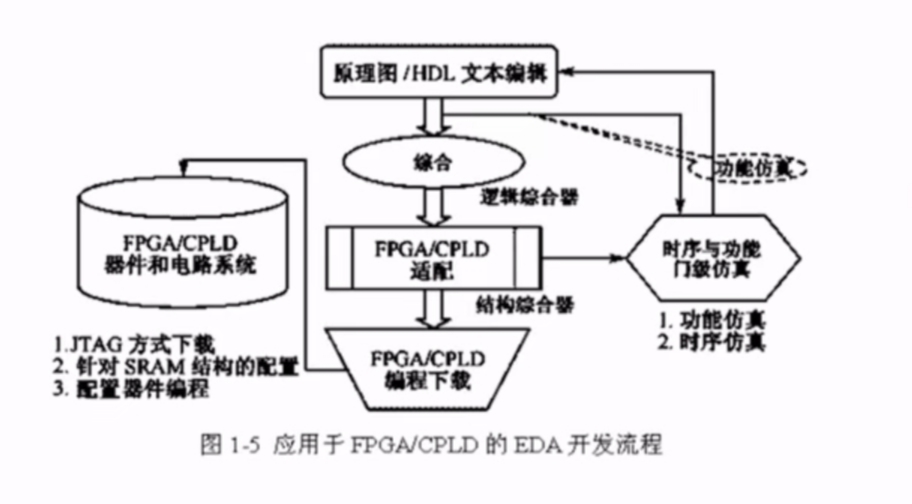 原理图/HDL 文本编辑
综合
功能仿真
逻辑综合器
FPGA/CPLD
器件和电路系统
FPGA/CPLD
适配
时序与功能
门级仿真
结构综合器
1. 功能仿真
2. 时序仿真
1.JTAG 方式下载
2. 针对 SRAM 结构的配置
3. 配置器件编程
FPGA/CPLD
编程下载
图 1-5 应用于 FPGA/CPLD 的 EDA 开发流程